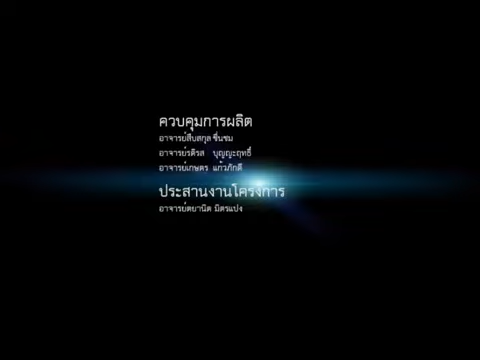 ควบคุมการผลิต
อาจารย์สืบสกุล ชื่นชม
อาจารย์รติรส บุญญะฤทธิ์
อาจารย์เกษตร แก้วภักดี
ประสานงานโครงการ
อาจารย์ตยานิต มิตรแปง